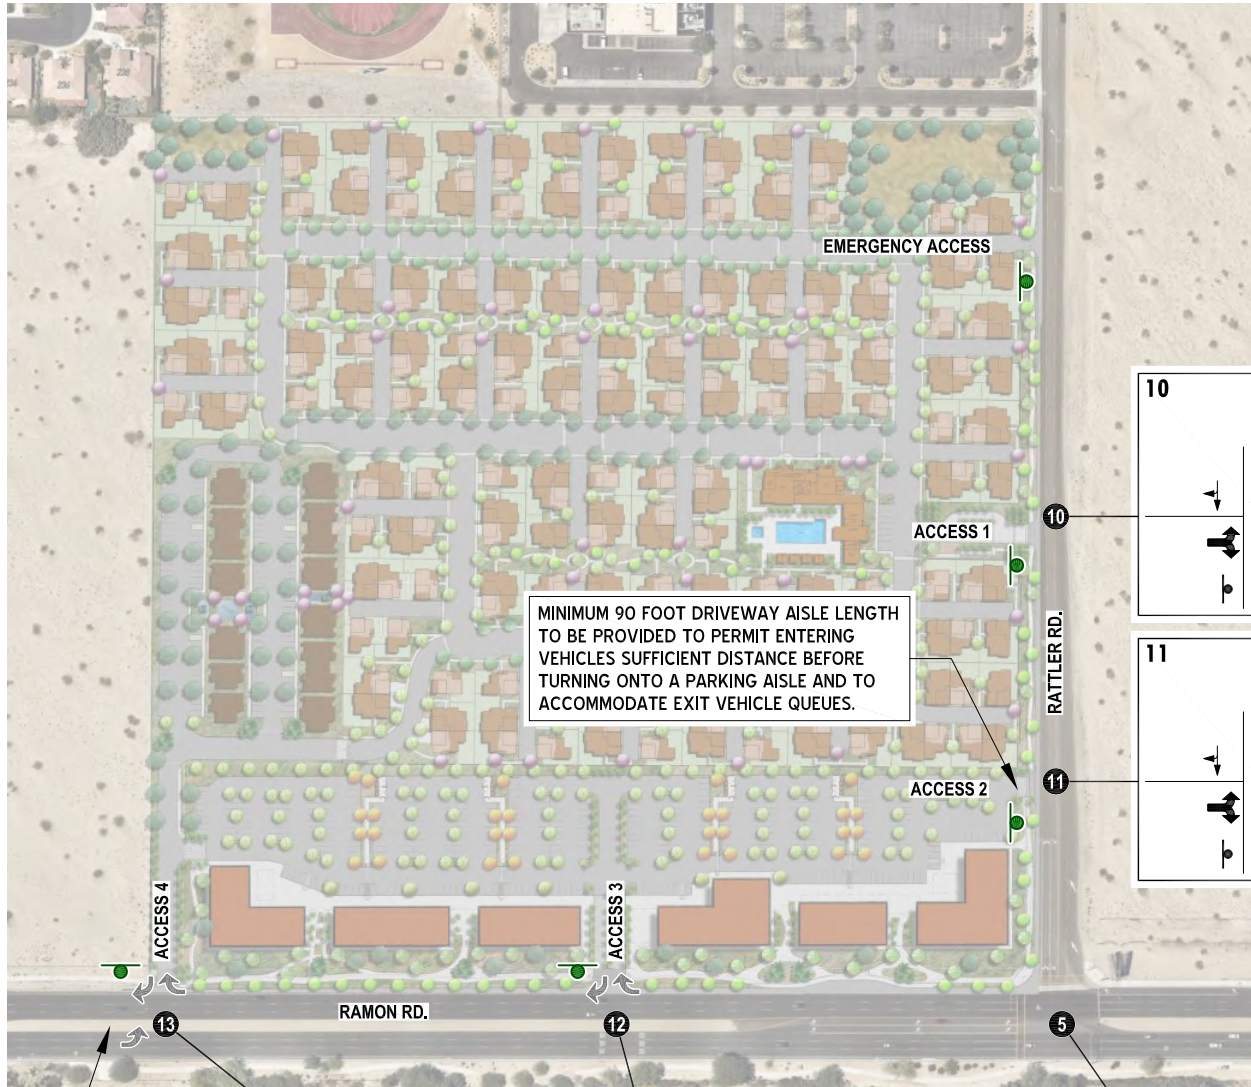 236
238
EMERGENCY ACCESS
10
10
ACCESS 1
MINIMUM 90 FOOT DRIVEWAY AISLE LENGTH
TO BE PROVIDED TO PERMIT ENTERING
VEHICLES SUFFICIENT DISTANCE BEFORE
TURNING ONTO A PARKING AISLE AND TO
ACCOMMODATE EXIT VEHICLE QUEUES.
RATTLER RD.
11
11
ACCESS 2
ACCESS 4
ACCESS 3
RAMON RD.
13
12
5